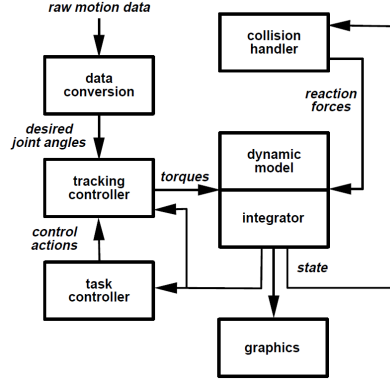 raw motion data
collision
handler
data
conversion
reaction
forces
desired
joint angles
dynamic
model
tracking
controller
torques
integrator
control
actions
state
task
controller
graphics